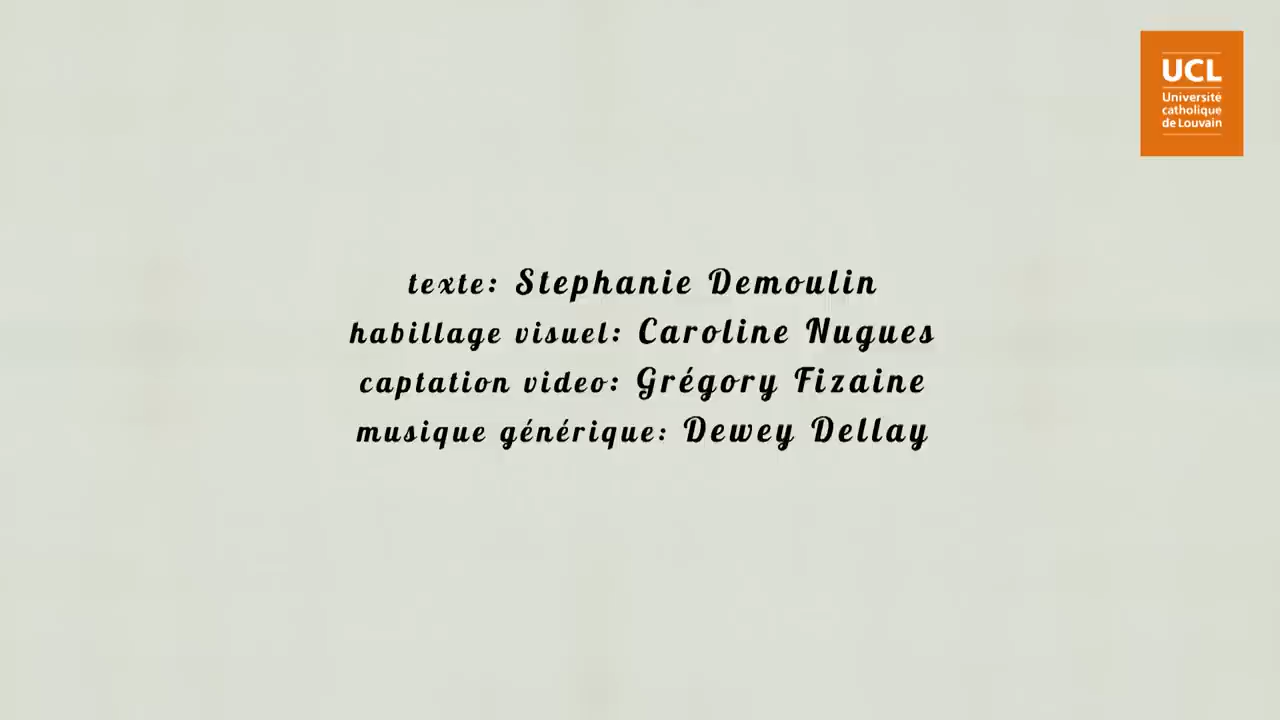 UCL
Université
catholique
de Louvain
texte: Stephanie Demoulin
habillage visuel: Caroline Nugues
captation video: Grégory Fizaine
musique générique: Dewey Dellay